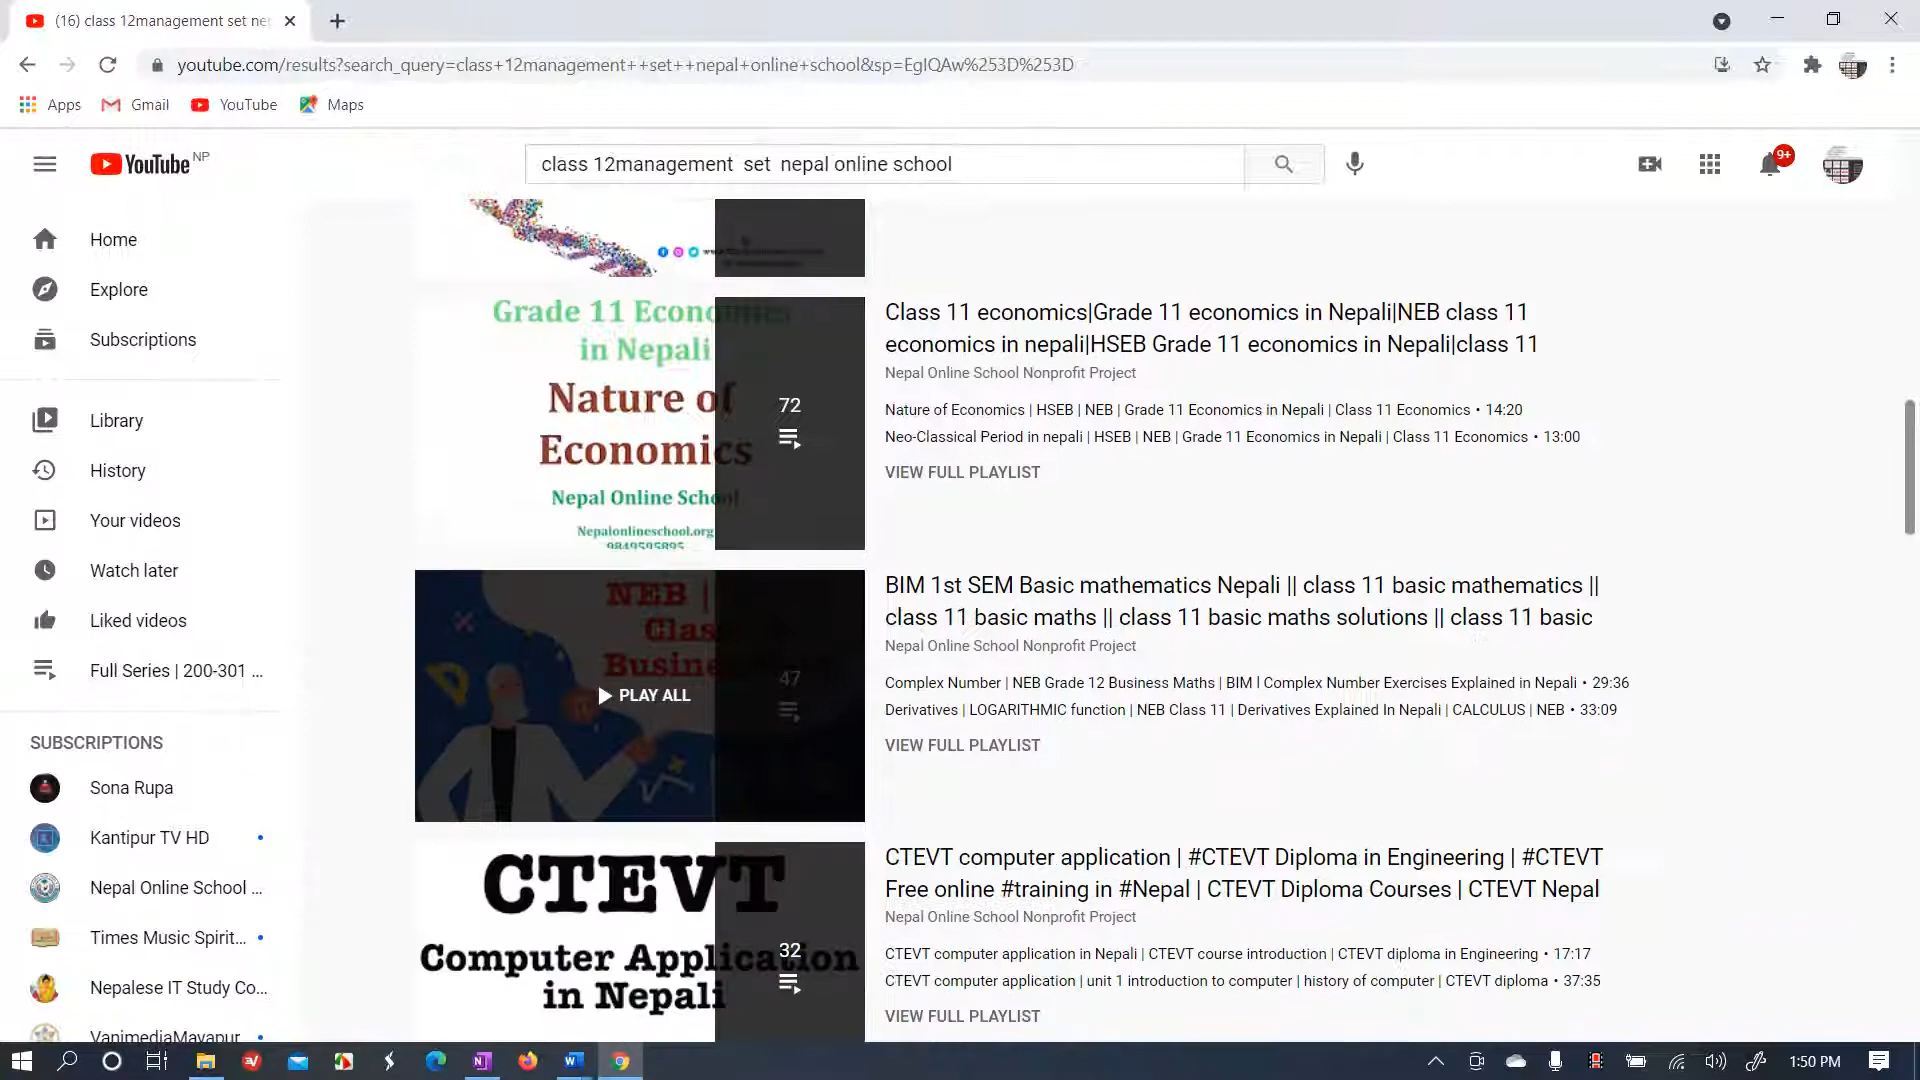 (16) class 12management set ne
youtube.com/results?search_query=class+12management++set++nepal+online+school&sp=EgIQAw%253D%253D
Apps
Gmail
YouTube
Maps
YouTube NP
class 12management  set  nepal online school
9+
Home
Explore
Subscriptions
Library
History
Your videos
Watch later
Liked videos
Full Series | 200-301 ...
SUBSCRIPTIONS
Sona Rupa
Kantipur TV HD
Nepal Online School ...
Times Music Spirit...
Nepalese IT Study Co...
VanimediaMayapur
Grade 11 Economics
in Nepali
Nature of
Economics
Nepal Online School
Nepalonlineschool.org
9849595895
72
Class 11 economics|Grade 11 economics in Nepali|NEB class 11
economics in nepali|HSEB Grade 11 economics in Nepali|class 11
Nepal Online School Nonprofit Project
Nature of Economics | HSEB | NEB | Grade 11 Economics in Nepali | Class 11 Economics • 14:20
Neo-Classical Period in nepali | HSEB | NEB | Grade 11 Economics in Nepali | Class 11 Economics • 13:00
VIEW FULL PLAYLIST
NEB |
Clas
Busine
PLAY ALL
47
BIM 1st SEM Basic mathematics Nepali || class 11 basic mathematics ||
class 11 basic maths || class 11 basic maths solutions || class 11 basic
Nepal Online School Nonprofit Project
Complex Number | NEB Grade 12 Business Maths | BIM l Complex Number Exercises Explained in Nepali • 29:36
Derivatives | LOGARITHMIC function | NEB Class 11 | Derivatives Explained In Nepali | CALCULUS | NEB • 33:09
VIEW FULL PLAYLIST
CTEVT
Computer Application
in Nepali
32
CTEVT computer application | #CTEVT Diploma in Engineering | #CTEVT
Free online #training in #Nepal | CTEVT Diploma Courses | CTEVT Nepal
Nepal Online School Nonprofit Project
CTEVT computer application in Nepali | CTEVT course introduction | CTEVT diploma in Engineering • 17:17
CTEVT computer application | unit 1 introduction to computer | history of computer | CTEVT diploma • 37:35
VIEW FULL PLAYLIST
1:50 PM